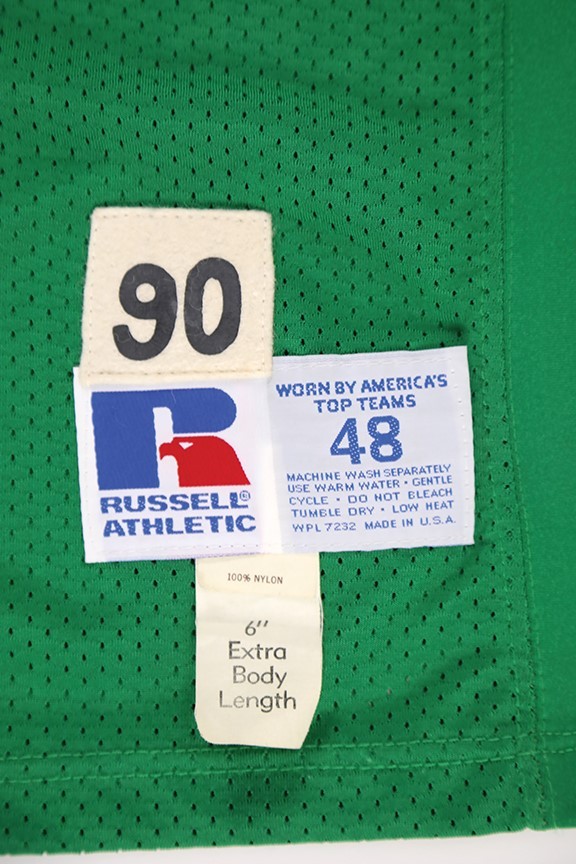 90
RUSSELL®
ATHLETIC
WORN BY AMERICA'S
TOP TEAMS
48
MACHINE WASH SEPARATELY
USE WARM WATER • GENTLE
CYCLE • DO NOT BLEACH
TUMBLE DRY • LOW HEAT
WPL 7232 MADE IN U.S.A.
100% NYLON
6"
Extra
Body
Length